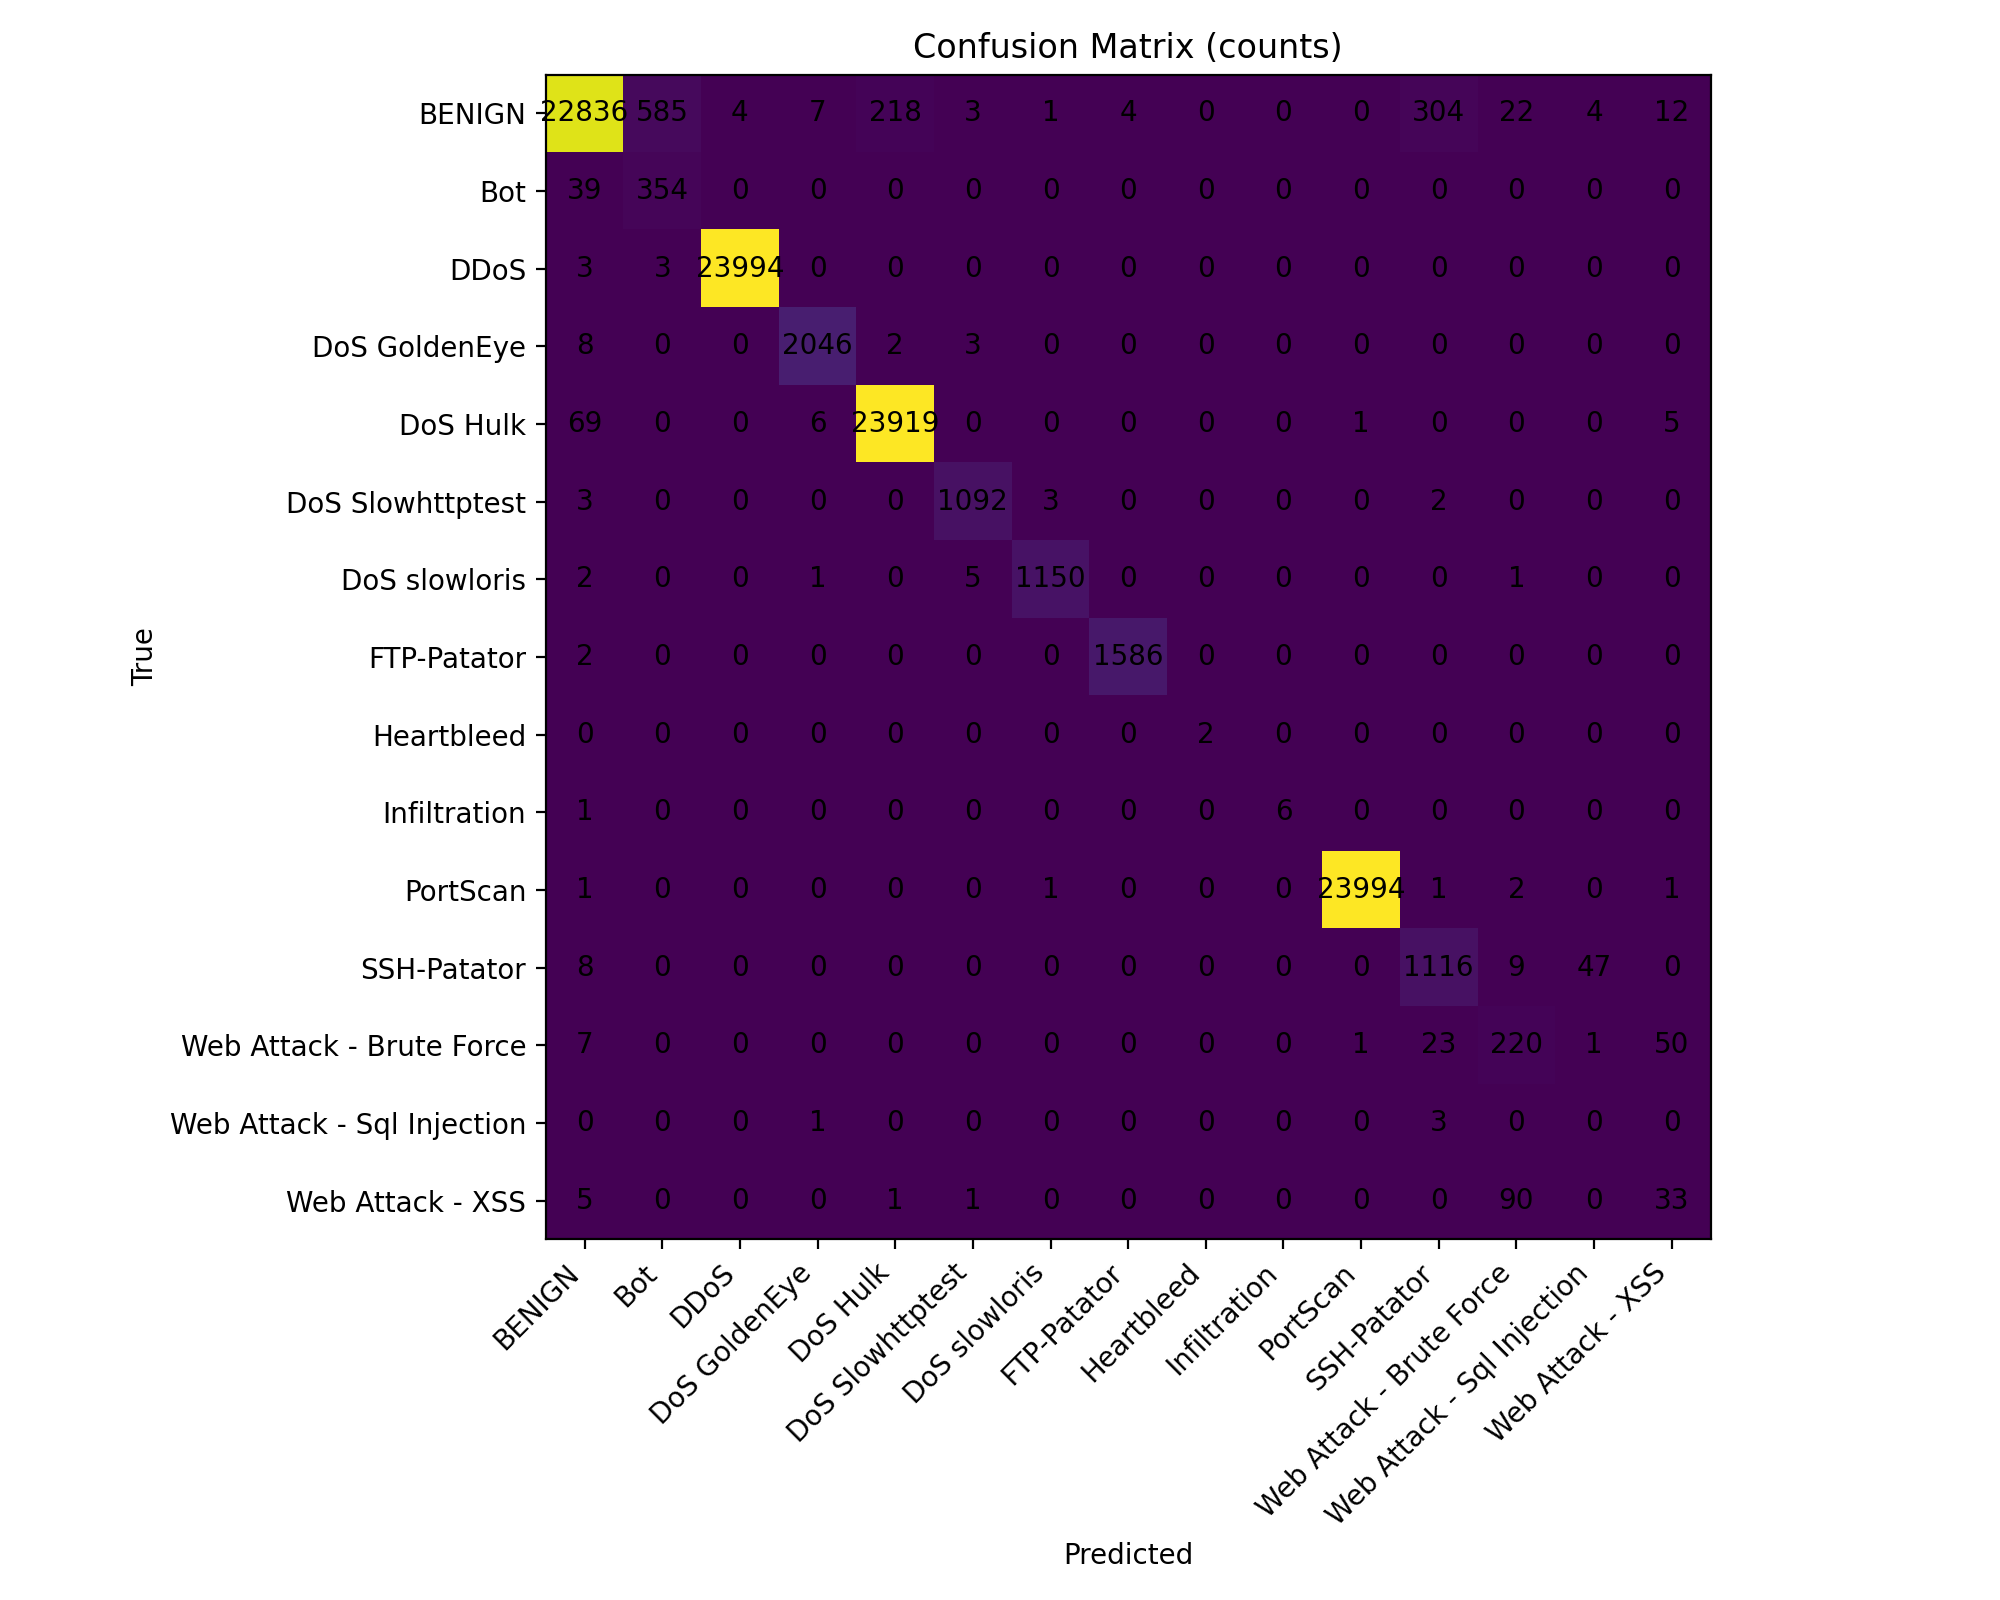 Confusion Matrix (counts)
BENIGN 22836 585 4 7 218 3 1 4 0 0 0 304 22 4 12
Bot 39 354 0 0 0 0 0 0 0 0 0 0 0 0 0
DDoS 3 3 23994 0 0 0 0 0 0 0 0 0 0 0 0
DoS GoldenEye 8 0 0 2046 2 3 0 0 0 0 0 0 0 0 0
DoS Hulk 69 0 0 6 23919 0 0 0 0 0 1 0 0 0 5
DoS Slowhttptest 3 0 0 0 0 1092 3 0 0 0 0 2 0 0 0
DoS slowloris 2 0 0 1 0 5 1150 0 0 0 0 0 1 0 0
FTP-Patator 2 0 0 0 0 0 0 1586 0 0 0 0 0 0 0
Heartbleed 0 0 0 0 0 0 0 0 2 0 0 0 0 0 0
Infiltration 1 0 0 0 0 0 0 0 0 6 0 0 0 0 0
PortScan 1 0 0 0 0 0 1 0 0 0 23994 1 2 0 1
SSH-Patator 8 0 0 0 0 0 0 0 0 0 0 1116 9 47 0
Web Attack - Brute Force 7 0 0 0 0 0 0 0 0 0 1 23 220 1 50
Web Attack - Sql Injection 0 0 0 1 0 0 0 0 0 0 0 3 0 0 0
Web Attack - XSS 5 0 0 0 1 1 0 0 0 0 0 0 90 0 33
True
BENIGN
Bot
DDoS
DoS GoldenEye
DoS Hulk
DoS Slowhttptest
DoS slowloris
FTP-Patator
Heartbleed
Infiltration
PortScan
SSH-Patator
Web Attack - Brute Force
Web Attack - Sql Injection
Web Attack - XSS
Predicted